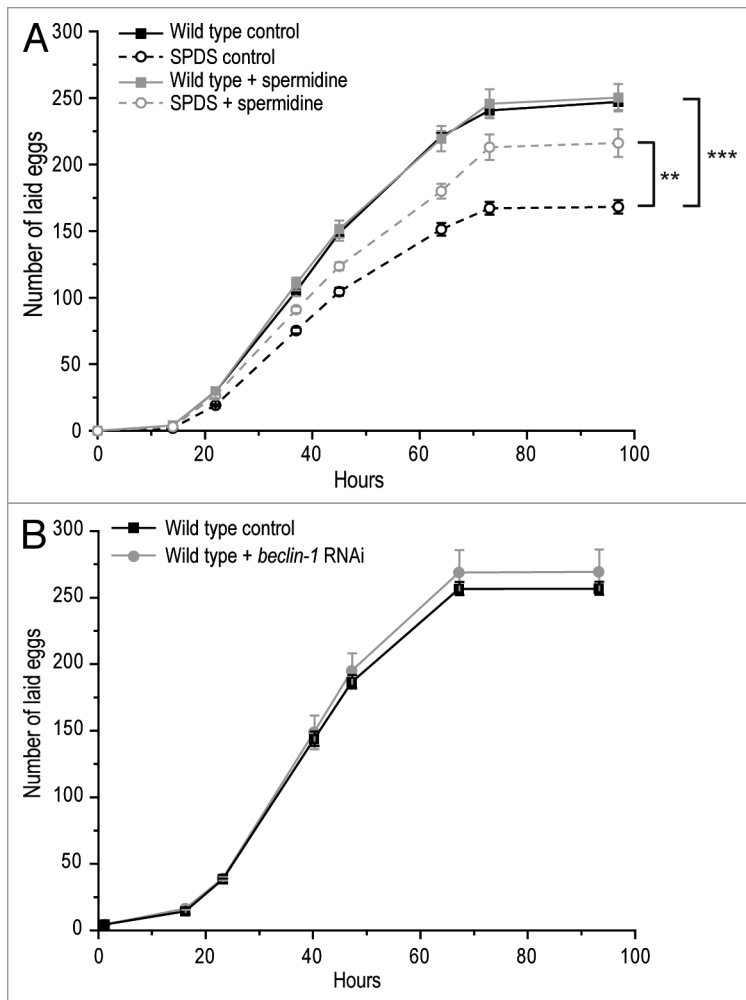 A
Wild type control
SPDS control
Wild type + spermidine
SPDS + spermidine
300
250
200
150
100
50
0
Number of laid eggs
**
***
0 20 40 60 80 100
Hours
B
Wild type control
Wild type + beclin-1 RNAi
300
250
200
150
100
50
0
Number of laid eggs
0 20 40 60 80 100
Hours